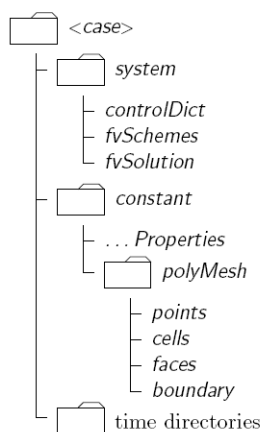 <case>
system
controlDict
fvSchemes
fvSolution
constant
... Properties
polyMesh
points
cells
faces
boundary
time directories